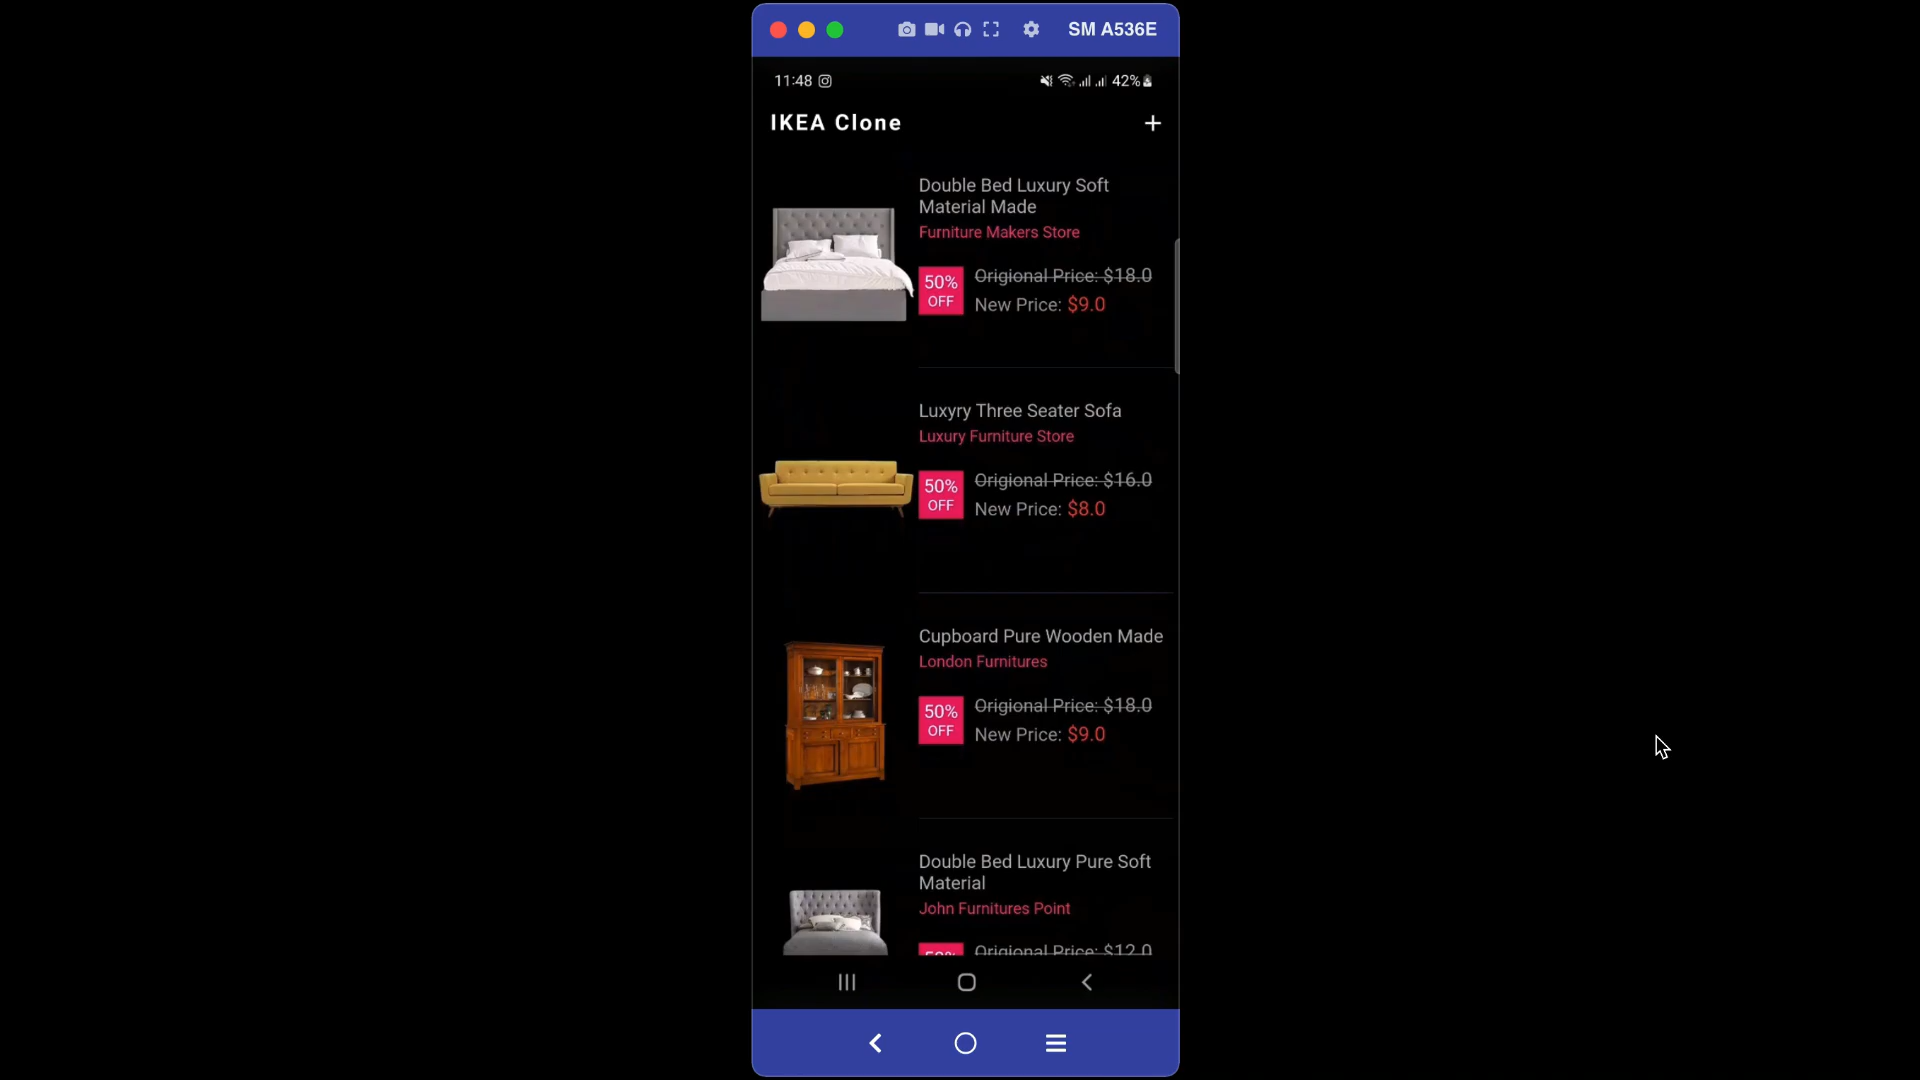 SM A536E
11:48
42%
IKEA Clone
Double Bed Luxury Soft
Material Made
Furniture Makers Store
50%
OFF
Origional Price: $18.0
New Price: $9.0
Luxyry Three Seater Sofa
Luxury Furniture Store
50%
OFF
Origional Price: $16.0
New Price: $8.0
Cupboard Pure Wooden Made
London Furnitures
50%
OFF
Origional Price: $18.0
New Price: $9.0
Double Bed Luxury Pure Soft
Material
John Furnitures Point
Origional Price: $12.0